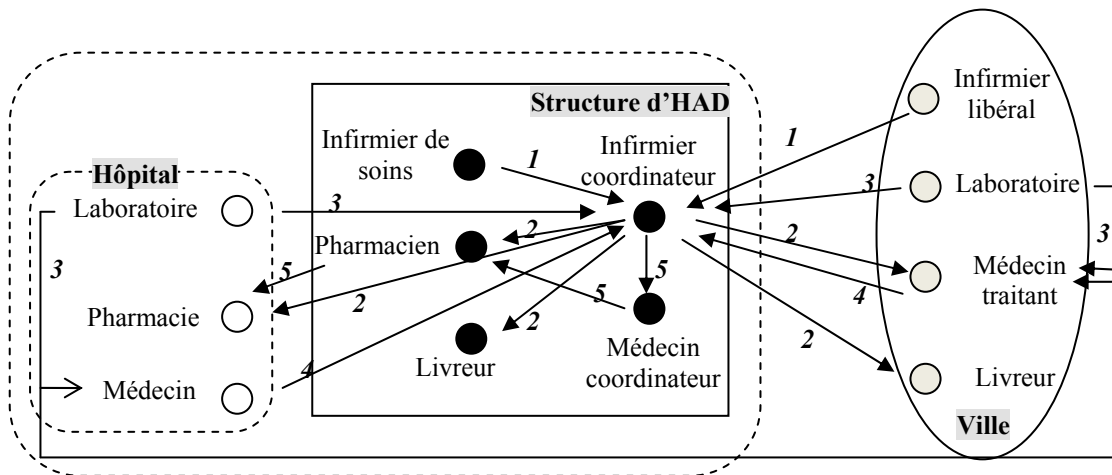 Structure d'HAD
Hôpital
Laboratoire
Pharmacie
Médecin
Infirmier de
soins
Pharmacien
Livreur
Infirmier
coordinateur
Médecin
coordinateur
Infirmier
libéral
Laboratoire
Médecin
traitant
Livreur
Ville
1
1
3
3
3
3
2
2
2
2
2
4
4
5
5
5